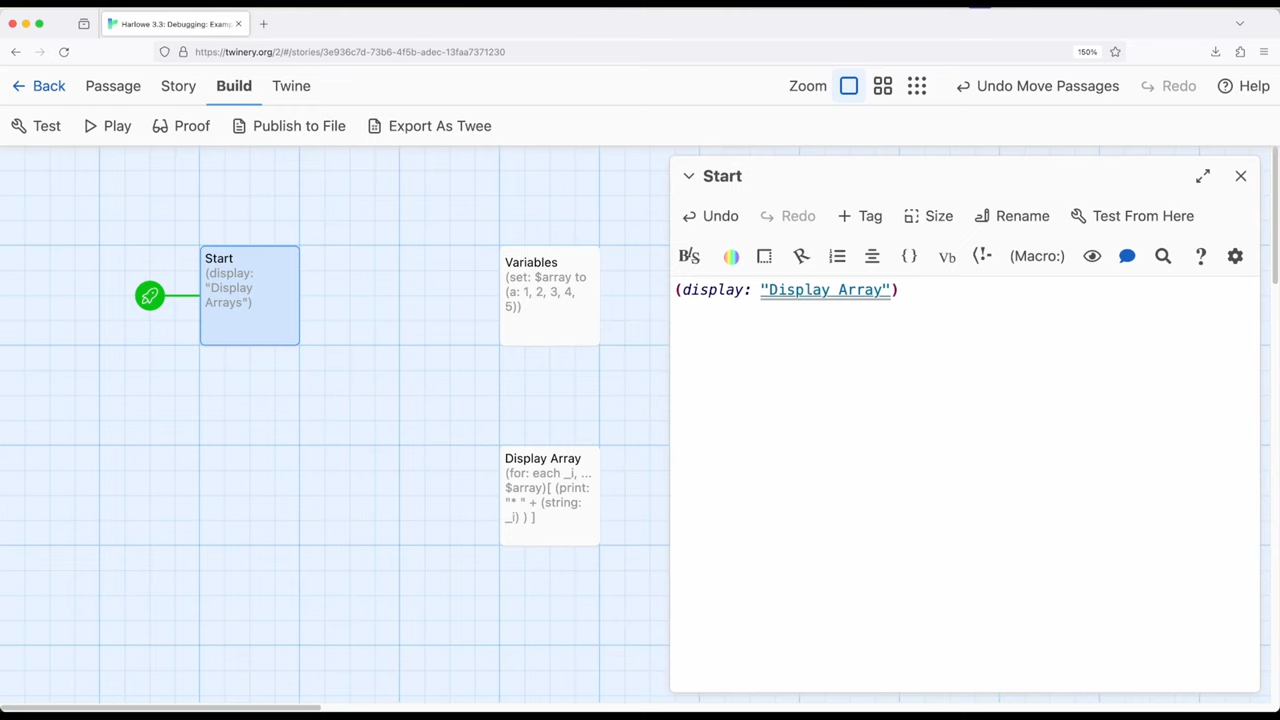 Harlowe 3.3: Debugging: Examp
https://twinery.org/2/#/stories/3e936c7d-73b6-4f5b-adec-13faa7371230
150%
Back Passage Story Build Twine Zoom Undo Move Passages Redo Help
Test Play Proof Publish to File Export As Twee
Start
Undo Redo + Tag Size Rename Test From Here
B/S { } Vb (Macro:) ?
(display: "Display Array")
Start
(display:
"Display
Arrays")
Variables
(set: $array to
(a: 1, 2, 3, 4,
5))
Display Array
(for: each _i, ...
$array)[ (print:
"* " + (string:
_i) ) ]